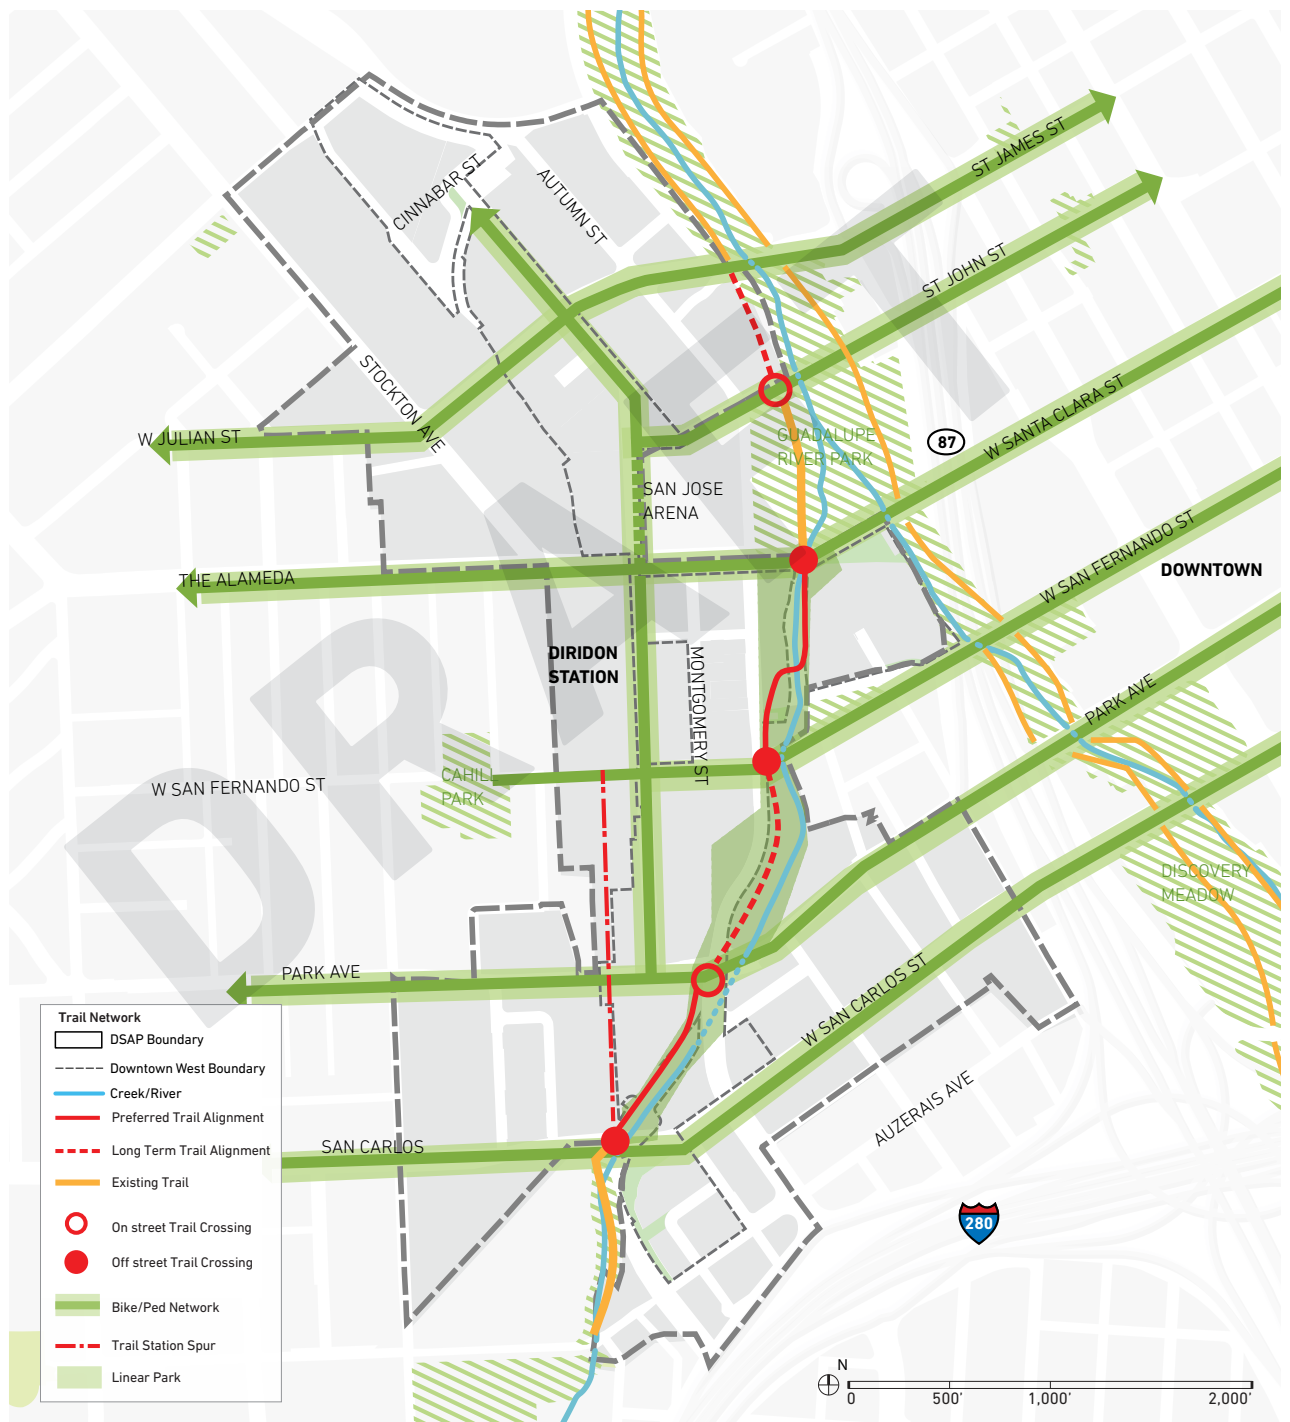 ST JAMES ST
CINNABAR ST
AUTUMN ST
ST JOHN ST
STOCKTON AVE
W JULIAN ST
GUADALUPE
RIVER PARK
87
W SANTA CLARA ST
SAN JOSE
ARENA
THE ALAMEDA
W SAN FERNANDO ST
DOWNTOWN
DIRIDON
STATION
MONTGOMERY ST
PARK AVE
CAHILL
PARK
W SAN FERNANDO ST
DISCOVERY
MEADOW
PARK AVE
W SAN CARLOS ST
AUZERAIS AVE
SAN CARLOS
280
DRAFT
Trail Network
DSAP Boundary
Downtown West Boundary
Creek/River
Preferred Trail Alignment
Long Term Trail Alignment
Existing Trail
On street Trail Crossing
Off street Trail Crossing
Bike/Ped Network
Trail Station Spur
Linear Park
N
0 500' 1,000' 2,000'